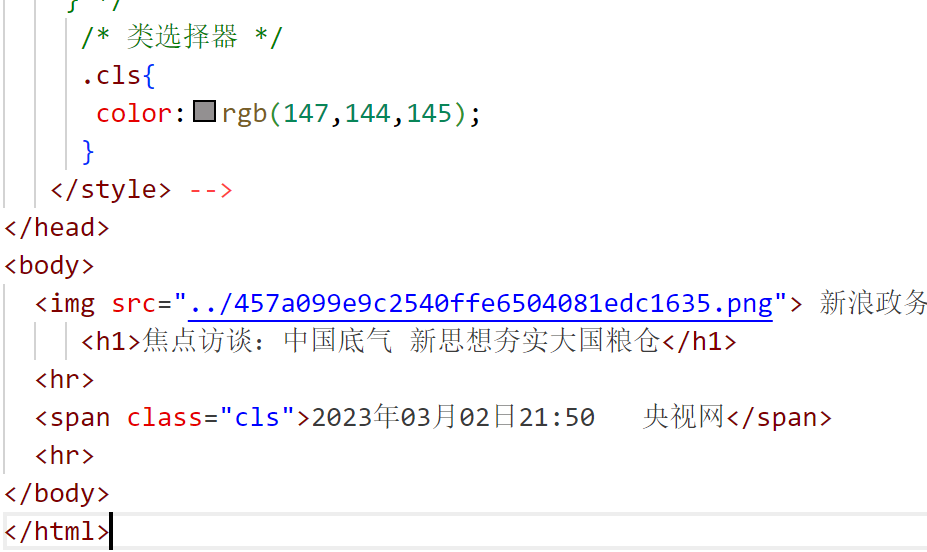 } */
/* 类选择器 */
.cls{
color:rgb(147,144,145);
}
</style> -->
</head>
<body>
<img src="../457a099e9c2540ffe6504081edc1635.png"> 新浪政务
<h1>焦点访谈：中国底气 新思想夯实大国粮仓</h1>
<hr>
<span class="cls">2023年03月02日21:50   央视网</span>
<hr>
</body>
</html>